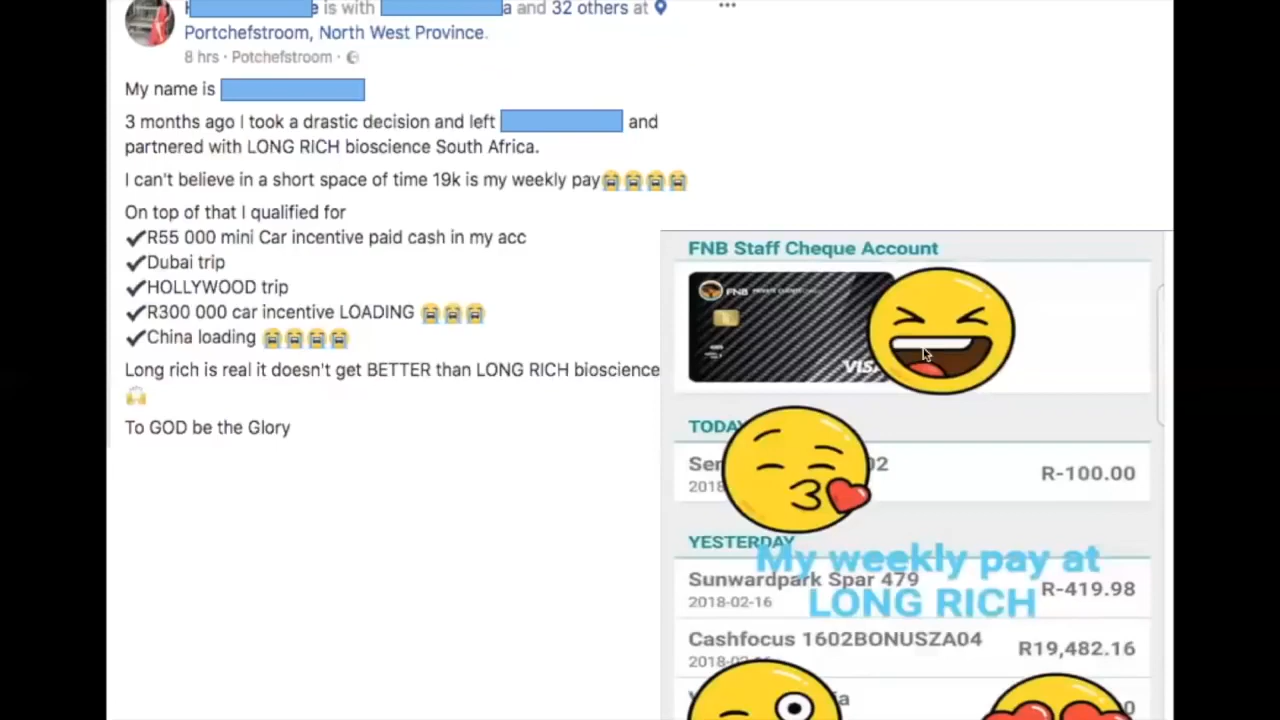 is with and 32 others at
Portchefstroom, North West Province.
8 hrs · Potchefstroom ·
My name is
3 months ago I took a drastic decision and left and
partnered with LONG RICH bioscience South Africa.
I can't believe in a short space of time 19k is my weekly pay😭😭😭😭
On top of that I qualified for
✔R55 000 mini Car incentive paid cash in my acc
✔Dubai trip
✔HOLLYWOOD trip
✔R300 000 car incentive LOADING 😭😭😭
✔China loading 😭😭😭😭
Long rich is real it doesn't get BETTER than LONG RICH bioscience
🙌
To GOD be the Glory
FNB Staff Cheque Account
FNB PRIVATE CLIENTS
VISA
TODAY
R-100.00
2018
YESTERDAY
My weekly pay at
LONG RICH
Sunwardpark Spar 479
2018-02-16
R-419.98
Cashfocus 1602BONUSZA04
R19,482.16